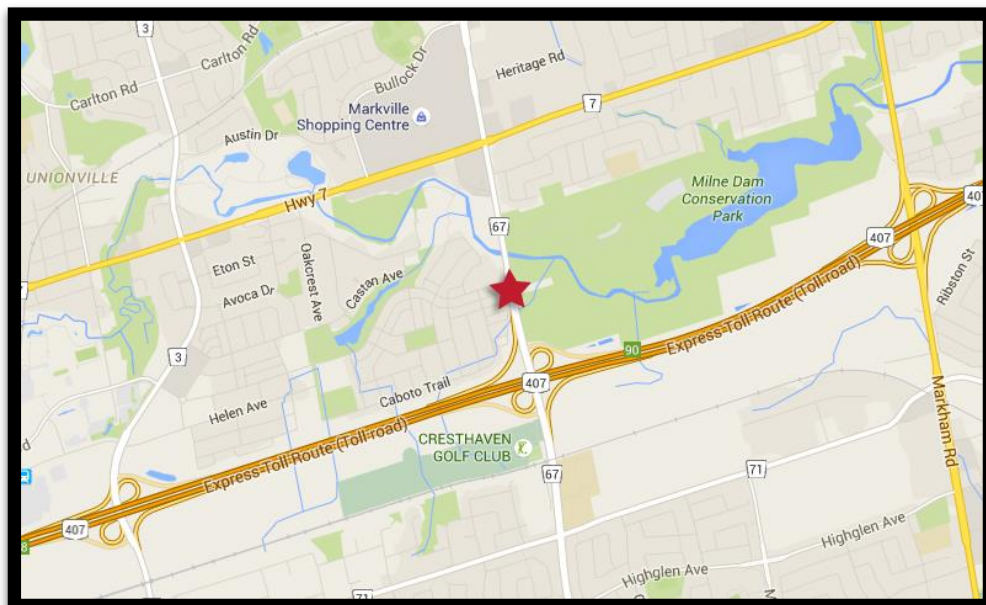 3
Carlton Rd
Carlton Rd
Bullock Dr
Heritage Rd
7
Markville
Shopping Centre
Austin Dr
UNIONVILLE
Hwy 7
Milne Dam
Conservation
Park
67
407
407
Eton St
Oakcrest Ave
Castan Ave
Avoca Dr
Ribston St
Express Toll Route (Toll road)
90
3
407
Caboto Trail
Helen Ave
Markham Rd
CRESTHAVEN
GOLF CLUB
Express Toll Route (Toll road)
67
71
407
8
Highglen Ave
Highglen Ave
71
3